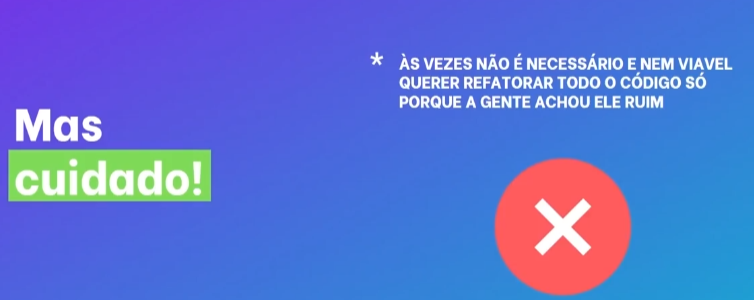 Mas
cuidado!
* ÀS VEZES NÃO É NECESSÁRIO E NEM VIAVEL
QUERER REFATORAR TODO O CÓDIGO SÓ
PORQUE A GENTE ACHOU ELE RUIM